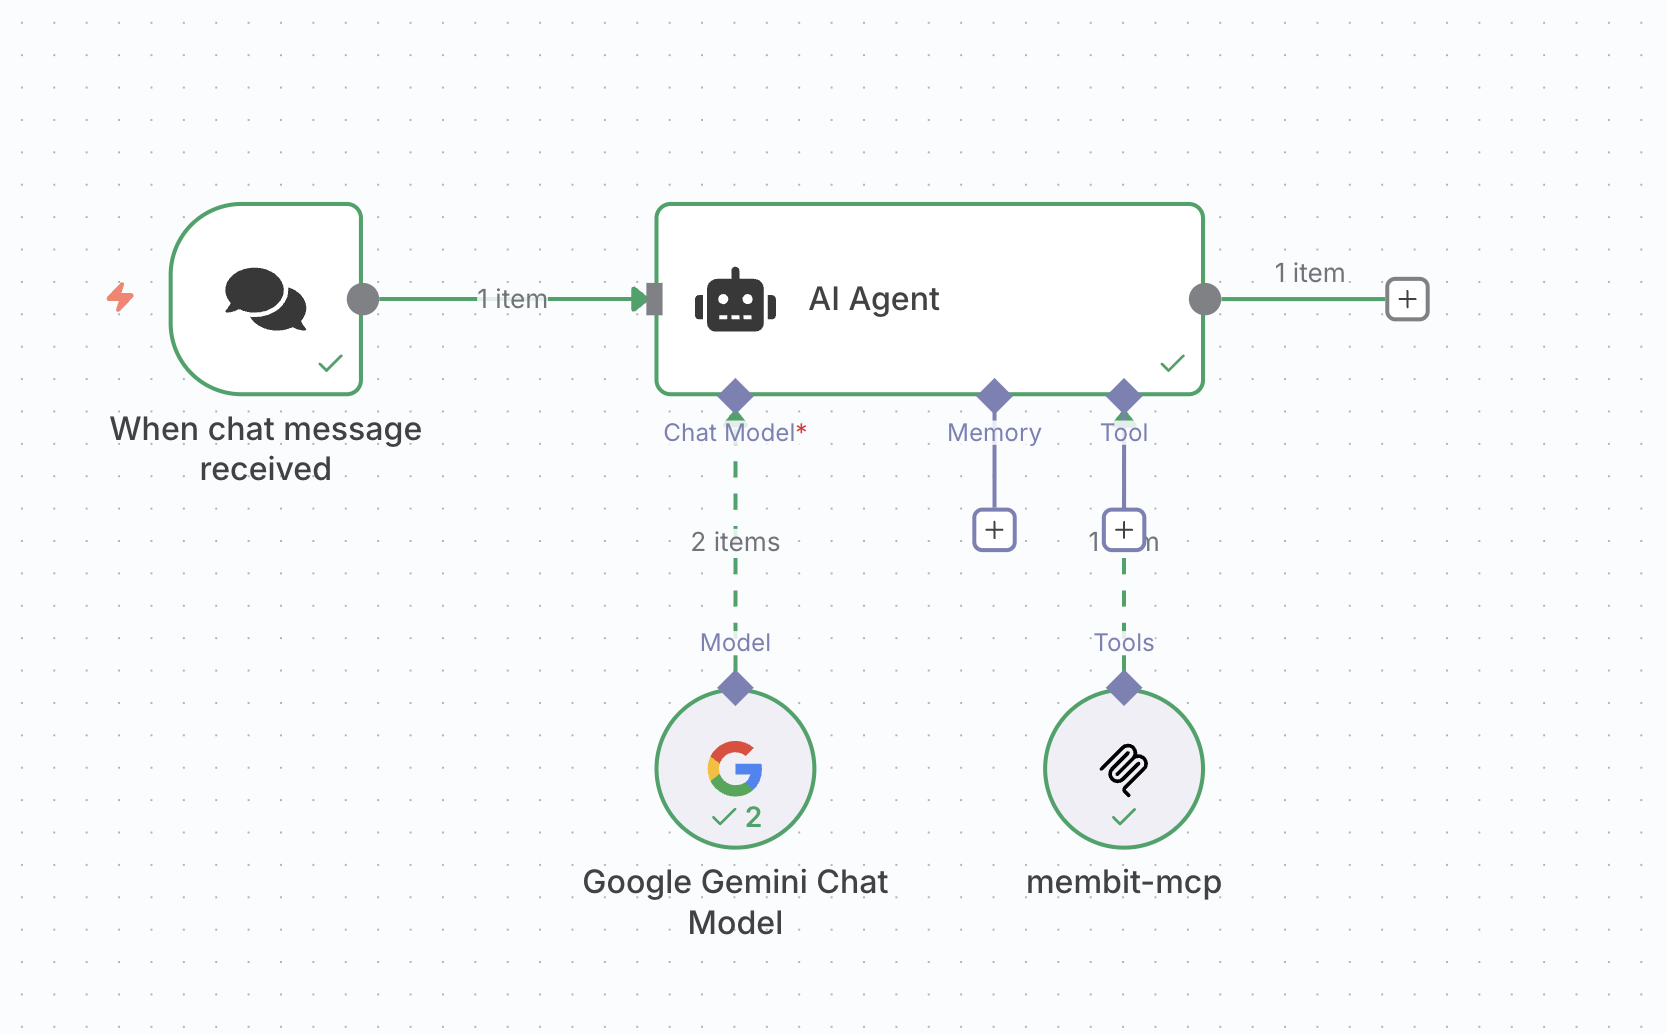 1 item
AI Agent
1 item
When chat message
received
Chat Model*
Memory
Tool
2 items
1
m
Model
Tools
2
Google Gemini Chat
Model
membit-mcp